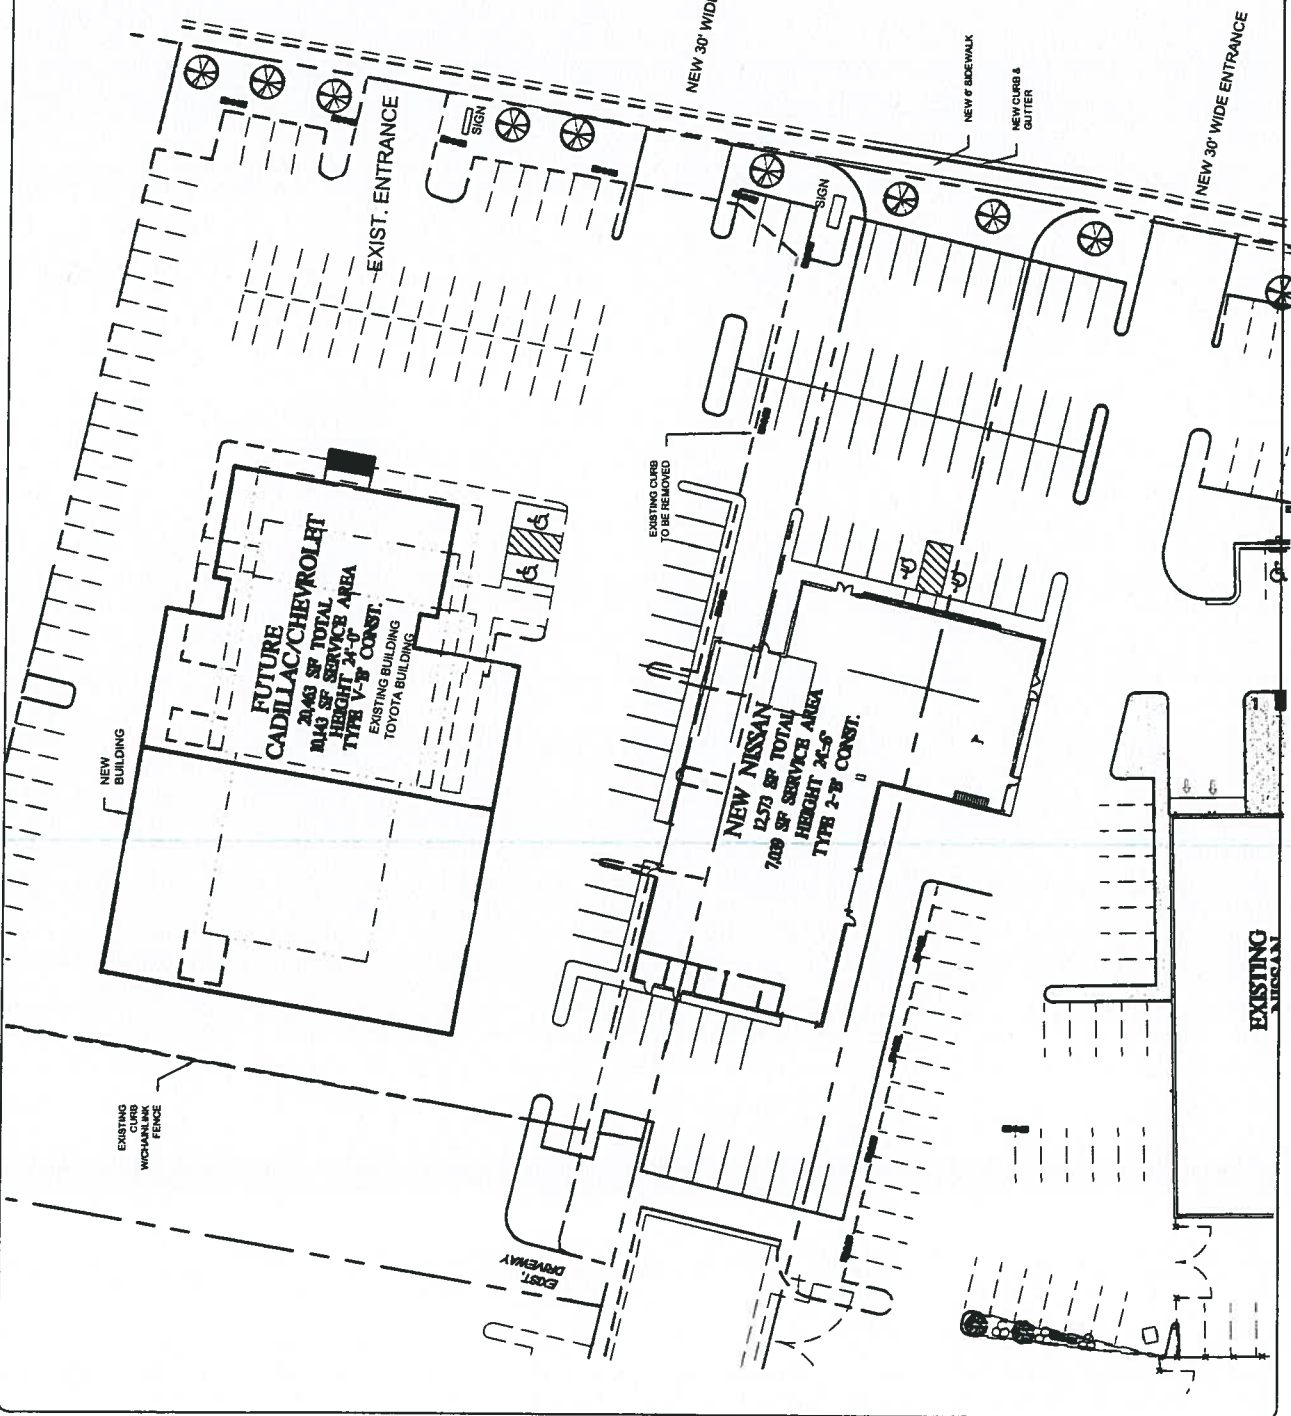 NEW 30' WIDE
NEW 6' SIDEWALK
NEW CURB &
GUTTER
NEW 30' WIDE ENTRANCE
SIGN
EXIST. ENTRANCE
SIGN
EXISTING CURB
TO BE REMOVED
FUTURE
CADILLAC/CHEVROLET
20,463 SF TOTAL
10,143 SF SERVICE AREA
HEIGHT 24'-0"
TYPE V-"B" CONST.
EXISTING BUILDING
TOYOTA BUILDING
NEW
BUILDING
NEW NISSAN
12,573 SF TOTAL
7,039 SF SERVICE AREA
HEIGHT 24'-6"
TYPE 2-"B" CONST.
EXISTING
NISSAN
EXISTING
CURB
W/CHAINLINK
FENCE
EXIST.
DRIVEWAY